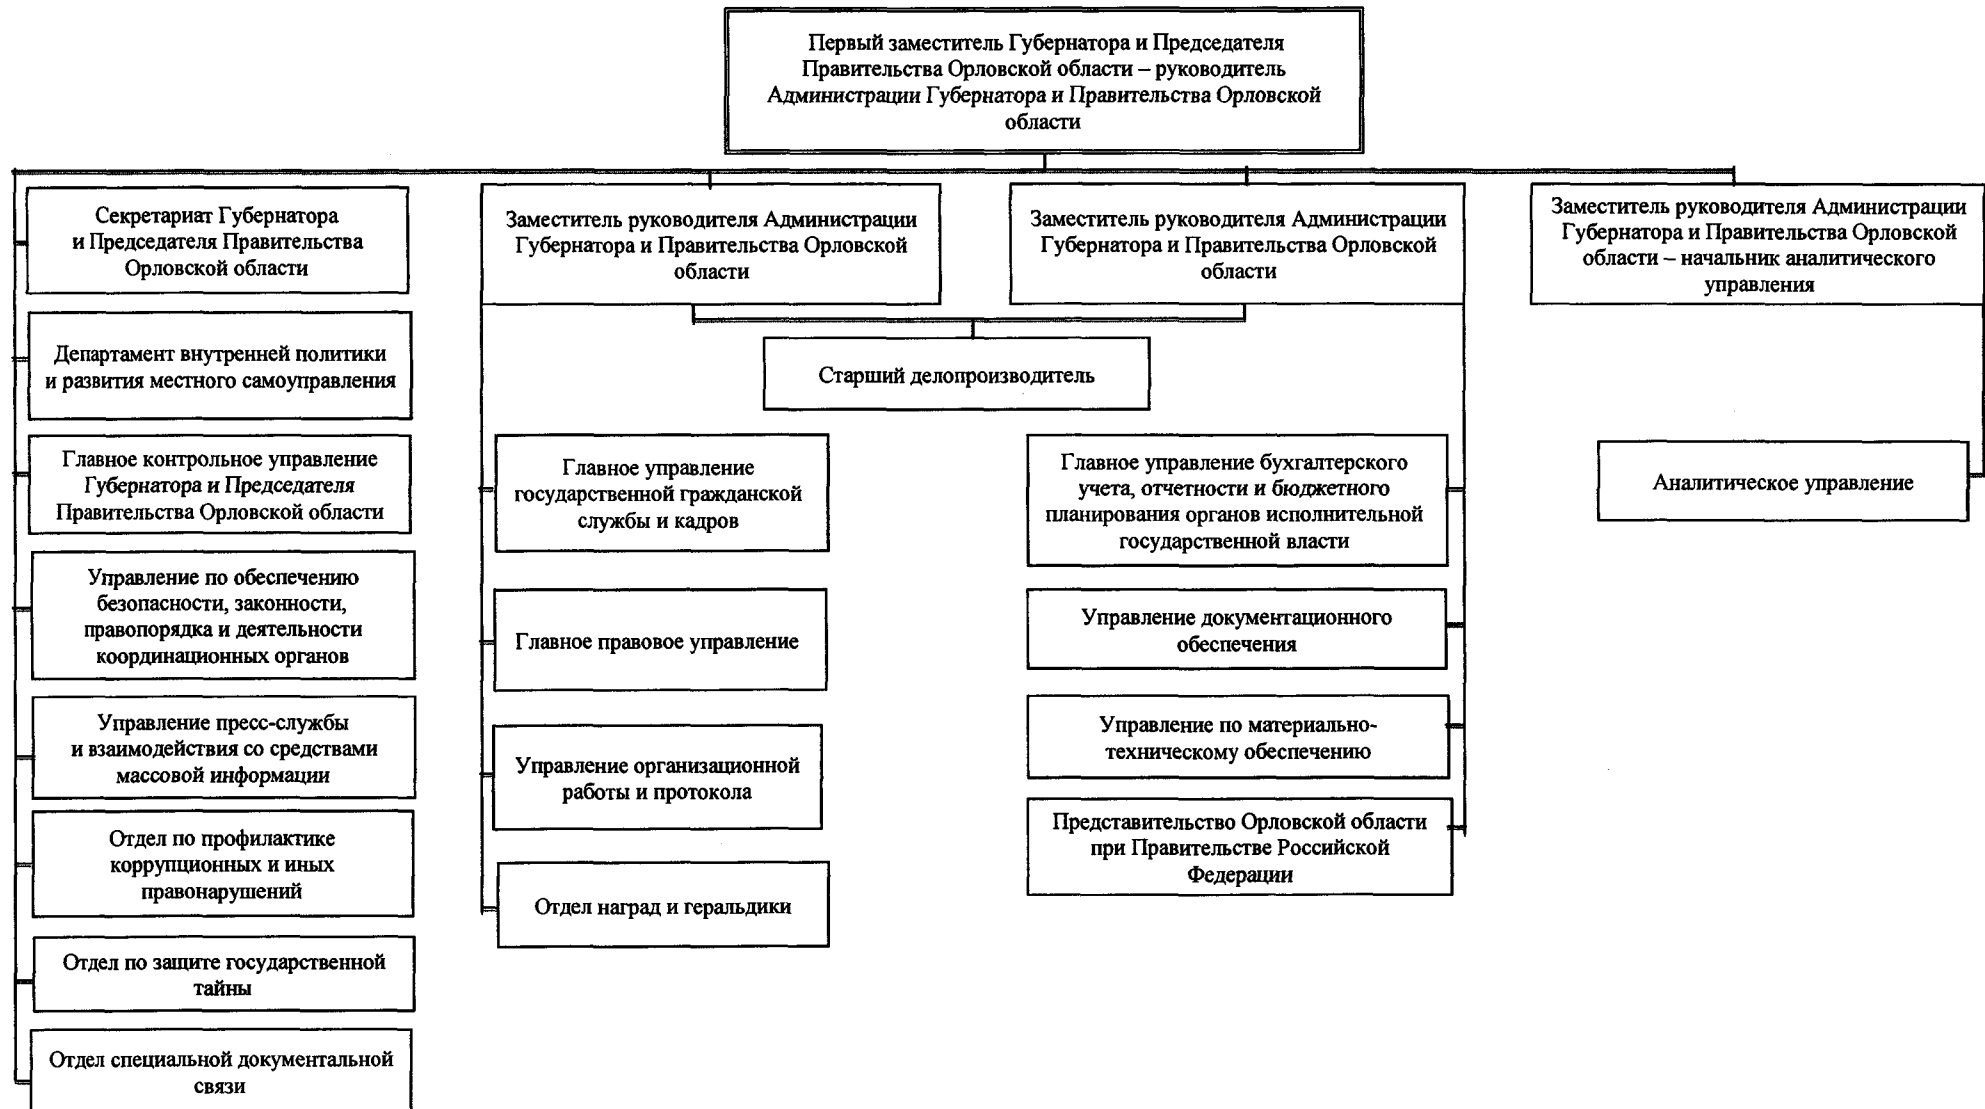 Первый заместитель Губернатора и Председателя
Правительства Орловской области – руководитель
Администрации Губернатора и Правительства Орловской
области
Секретариат Губернатора
и Председателя Правительства
Орловской области
Департамент внутренней политики
и развития местного самоуправления
Главное контрольное управление
Губернатора и Председателя
Правительства Орловской области
Управление по обеспечению
безопасности, законности,
правопорядка и деятельности
координационных органов
Управление пресс-службы
и взаимодействия со средствами
массовой информации
Отдел по профилактике
коррупционных и иных
правонарушений
Отдел по защите государственной
тайны
Отдел специальной документальной
связи
Заместитель руководителя Администрации
Губернатора и Правительства Орловской
области
Заместитель руководителя Администрации
Губернатора и Правительства Орловской
области
Старший делопроизводитель
Главное управление
государственной гражданской
службы и кадров
Главное правовое управление
Управление организационной
работы и протокола
Отдел наград и геральдики
Главное управление бухгалтерского
учета, отчетности и бюджетного
планирования органов исполнительной
государственной власти
Управление документационного
обеспечения
Управление по материально-
техническому обеспечению
Представительство Орловской области
при Правительстве Российской
Федерации
Заместитель руководителя Администрации
Губернатора и Правительства Орловской
области – начальник аналитического
управления
Аналитическое управление